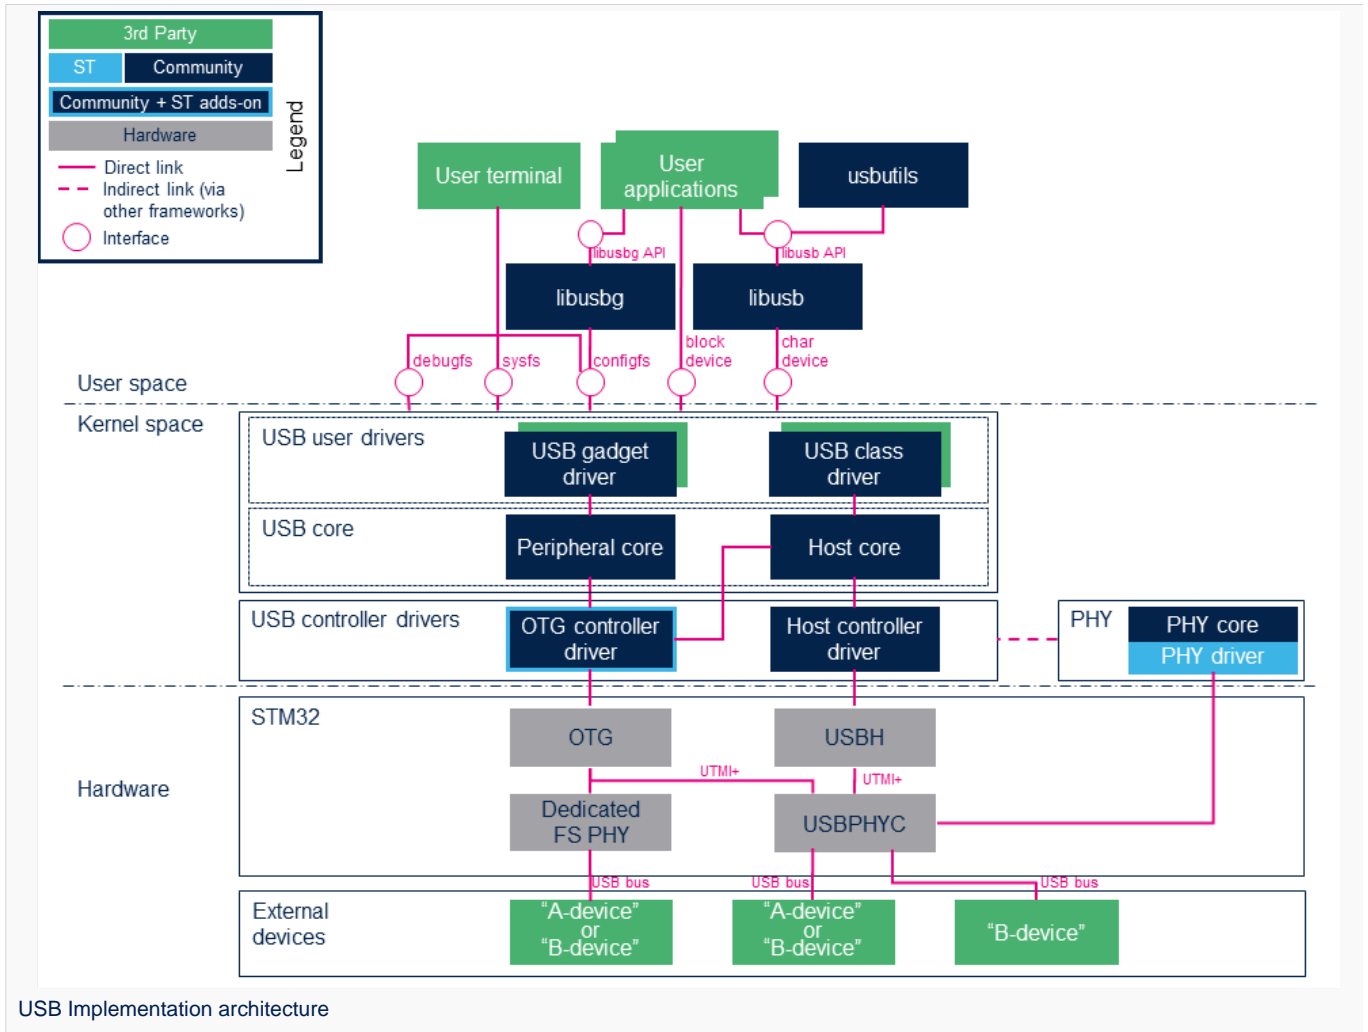 3rd Party
ST
Community
Community + ST adds-on
Hardware
Direct link
Indirect link (via
other frameworks)
Interface
Legend
User terminal
User
applications
usbutils
libusbg API
libusb API
libusbg
libusb
debugfs
sysfs
configfs
block
device
char
device
User space
Kernel space
USB user drivers
USB gadget
driver
USB class
driver
USB core
Peripheral core
Host core
USB controller drivers
OTG controller
driver
Host controller
driver
PHY
PHY core
PHY driver
STM32
OTG
USBH
UTMI+
UTMI+
Hardware
Dedicated
FS PHY
USBPHYC
USB bus
USB bus
USB bus
External
devices
“A-device”
or
“B-device”
“A-device”
or
“B-device”
“B-device”
USB Implementation architecture